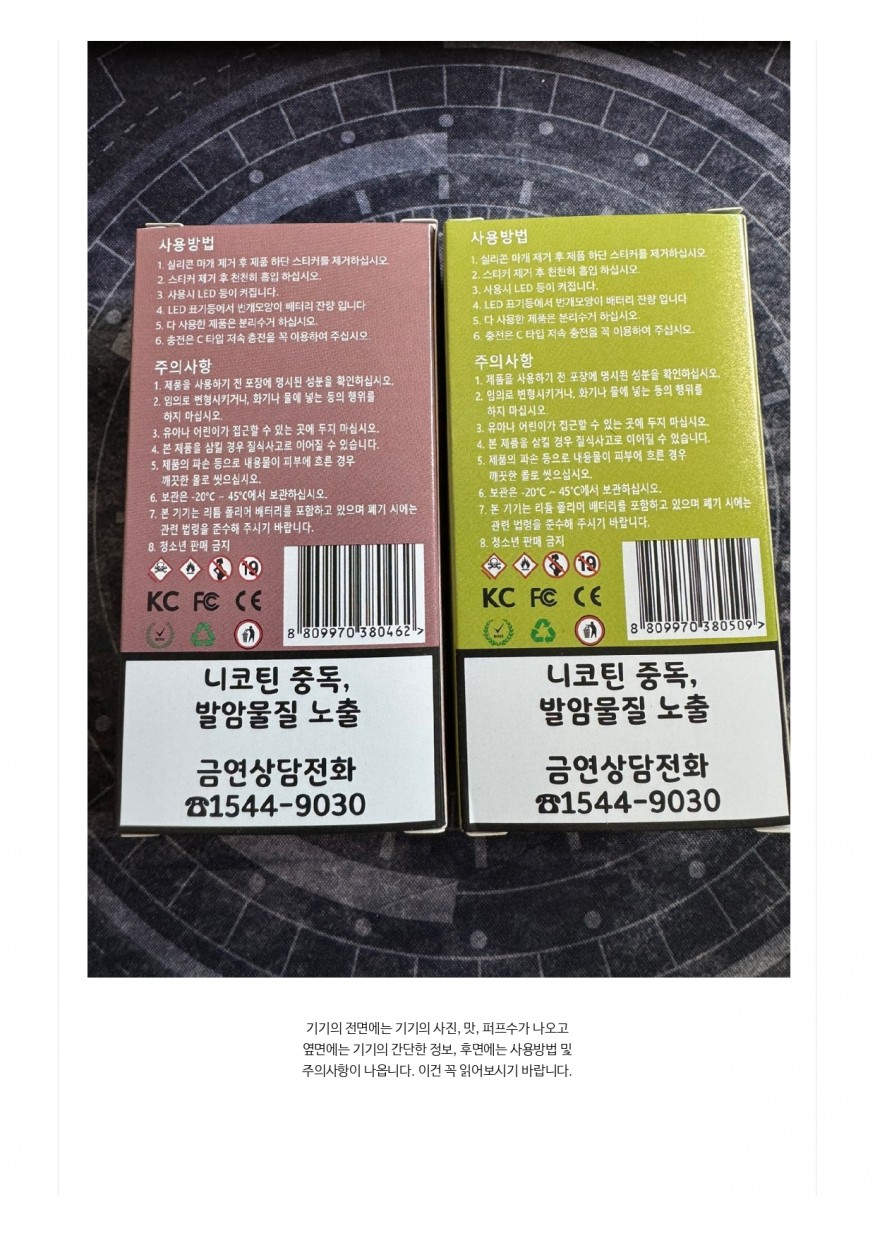 사용방법
1. 실리콘 마개 제거 후 제품 하단 스티커를 제거하십시오.
2. 스티커 제거 후 천천히 흡입 하십시오.
3. 사용시 LED 등이 켜집니다.
4. LED 표기등에서 번개모양이 배터리 잔량 입니다
5. 다 사용한 제품은 분리수거 하십시오.
6. 충전은 C 타입 저속 충전을 꼭 이용하여 주십시오.
주의사항
1. 제품을 사용하기 전 포장에 명시된 성분을 확인하십시오.
2. 임의로 변형시키거나, 화기나 물에 넣는 등의 행위를
하지 마십시오.
3. 유아나 어린이가 접근할 수 있는 곳에 두지 마십시오.
4. 본 제품을 삼킬 경우 질식사고로 이어질 수 있습니다.
5. 제품의 파손 등으로 내용물이 피부에 흐른 경우
깨끗한 물로 씻으십시오.
6. 보관은 -20℃ ~ 45℃에서 보관하십시오.
7. 본 기기는 리튬 폴리머 배터리를 포함하고 있으며 폐기 시에는
관련 법령을 준수해 주시기 바랍니다.
8. 청소년 판매 금지
19
KC FC CE
8 809970 380462 >
니코틴 중독,
발암물질 노출
금연상담전화
☎1544-9030
사용방법
1. 실리콘 마개 제거 후 제품 하단 스티커를 제거하십시오.
2. 스티커 제거 후 천천히 흡입 하십시오.
3. 사용시 LED 등이 켜집니다.
4. LED 표기등에서 번개모양이 배터리 잔량 입니다
5. 다 사용한 제품은 분리수거 하십시오.
6. 충전은 C 타입 저속 충전을 꼭 이용하여 주십시오.
주의사항
1. 제품을 사용하기 전 포장에 명시된 성분을 확인하십시오.
2. 임의로 변형시키거나, 화기나 물에 넣는 등의 행위를
하지 마십시오.
3. 유아나 어린이가 접근할 수 있는 곳에 두지 마십시오.
4. 본 제품을 삼킬 경우 질식사고로 이어질 수 있습니다.
5. 제품의 파손 등으로 내용물이 피부에 흐른 경우
깨끗한 물로 씻으십시오.
6. 보관은 -20℃ ~ 45℃에서 보관하십시오.
7. 본 기기는 리튬 폴리머 배터리를 포함하고 있으며 폐기 시에는
관련 법령을 준수해 주시기 바랍니다.
8. 청소년 판매 금지
19
KC FC CE
8 809970 380509 >
니코틴 중독,
발암물질 노출
금연상담전화
☎1544-9030
기기의 전면에는 기기의 사진, 맛, 퍼프수가 나오고
옆면에는 기기의 간단한 정보, 후면에는 사용방법 및
주의사항이 나옵니다. 이건 꼭 읽어보시기 바랍니다.